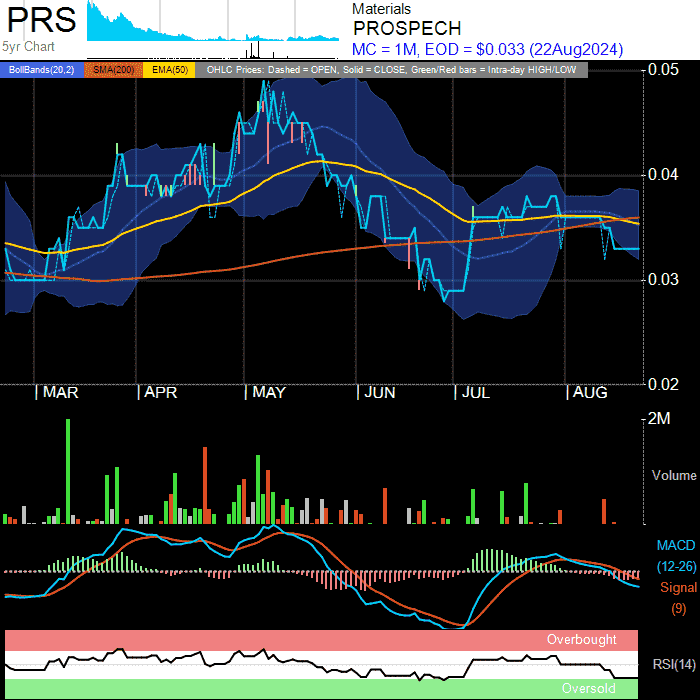 PRS
Materials
PROSPECH
5yr Chart
MC = 1M, EOD = $0.033 (22Aug2024)
BollBands(20,2) SMA(200) EMA(50) OHLC Prices: Dashed = OPEN, Solid = CLOSE, Green/Red bars = Intra-day HIGH/LOW
0.05
0.04
0.03
0.02
| MAR | APR | MAY | JUN | JUL | AUG
2M
Volume
MACD
(12-26)
Signal
(9)
Overbought
RSI(14)
Oversold